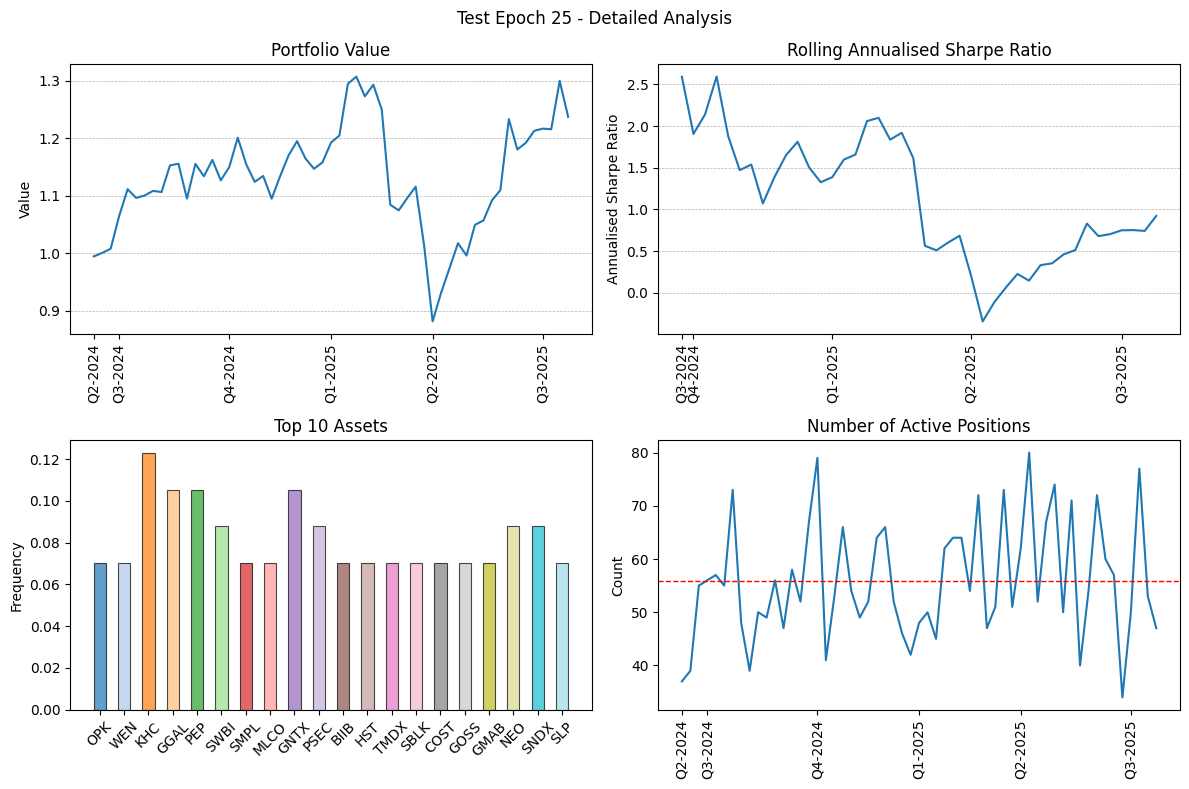 Test Epoch 25 - Detailed Analysis
Portfolio Value
Value
1.3
1.2
1.1
1.0
0.9
Q2-2024
Q3-2024
Q4-2024
Q1-2025
Q2-2025
Q3-2025
Rolling Annualised Sharpe Ratio
Annualised Sharpe Ratio
2.5
2.0
1.5
1.0
0.5
0.0
Q3-2024
Q4-2024
Q1-2025
Q2-2025
Q3-2025
Top 10 Assets
Frequency
0.12
0.10
0.08
0.06
0.04
0.02
0.00
OPK
WEN
KHC
GGAL
PEP
SWBI
SMPL
MLCO
GNTX
PSEC
BIIB
HST
TMDX
SBLK
COST
GOSS
GMAB
NEO
SNDX
SLP
Number of Active Positions
Count
80
70
60
50
40
Q2-2024
Q3-2024
Q4-2024
Q1-2025
Q2-2025
Q3-2025